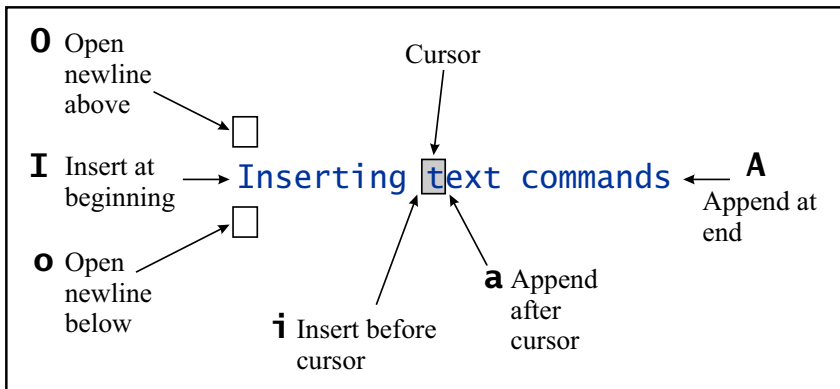 O Open
newline
above
Cursor
I Insert at
beginning
Inserting text commands
A
Append at
end
o Open
newline
below
i Insert before
cursor
a Append
after
cursor